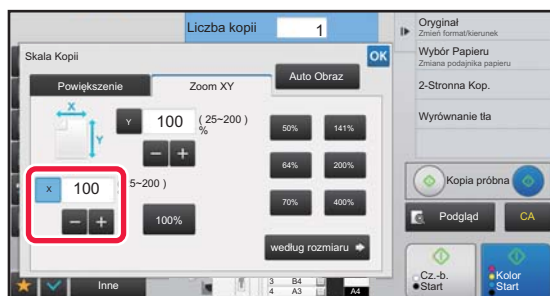 Liczba kopii 1
Skala Kopii
OK
Powiększenie
Zoom XY
Auto Obraz
X
Y
Y 100 ( 25~200 ) %
X 100 5~200 )
100%
50% 141%
64% 200%
70% 400%
według rozmiaru
Inne
3 B4
4 A3
A4
Oryginał
Zmień format/kierunek
Wybór Papieru
Zmiana podajnika papieru
2-Stronna Kop.
Wyrównanie tła
Kopia próbna
Podgląd
CA
Cz.-b.
Start
Kolor
Start